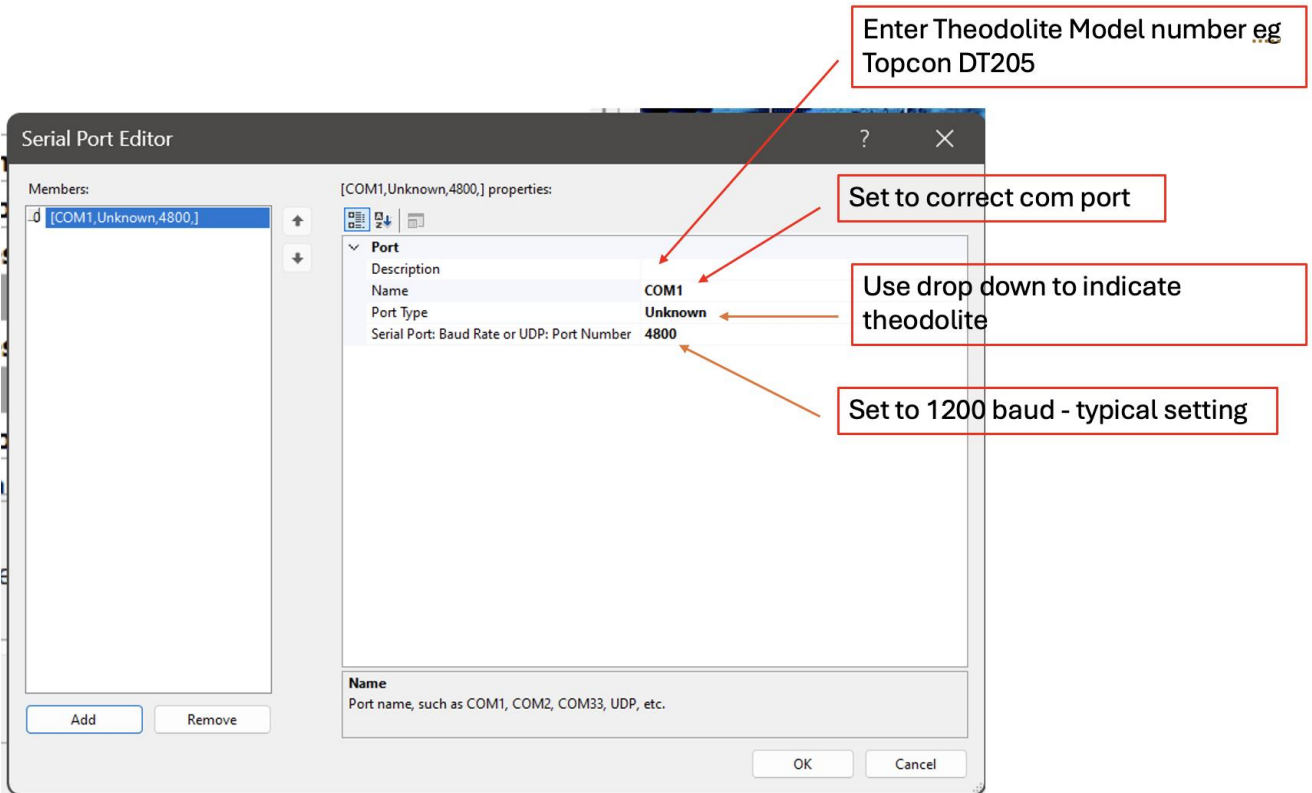 Enter Theodolite Model number eg
Topcon DT205
Serial Port Editor
?
Members:
[COM1,Unknown,4800,] properties:
Set to correct com port
[COM1,Unknown,4800,]
Port
Description
Name COM1
Port Type Unknown
Serial Port: Baud Rate or UDP: Port Number 4800
Use drop down to indicate
theodolite
Set to 1200 baud - typical setting
Name
Port name, such as COM1, COM2, COM33, UDP, etc.
Add Remove
OK Cancel